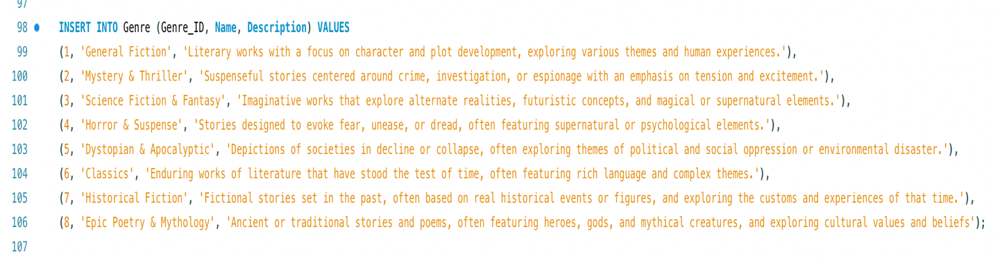 97
98 INSERT INTO Genre (Genre_ID, Name, Description) VALUES
99 (1, 'General Fiction', 'Literary works with a focus on character and plot development, exploring various themes and human experiences.'),
100 (2, 'Mystery & Thriller', 'Suspenseful stories centered around crime, investigation, or espionage with an emphasis on tension and excitement.'),
101 (3, 'Science Fiction & Fantasy', 'Imaginative works that explore alternate realities, futuristic concepts, and magical or supernatural elements.'),
102 (4, 'Horror & Suspense', 'Stories designed to evoke fear, unease, or dread, often featuring supernatural or psychological elements.'),
103 (5, 'Dystopian & Apocalyptic', 'Depictions of societies in decline or collapse, often exploring themes of political and social oppression or environmental disaster.'),
104 (6, 'Classics', 'Enduring works of literature that have stood the test of time, often featuring rich language and complex themes.'),
105 (7, 'Historical Fiction', 'Fictional stories set in the past, often based on real historical events or figures, and exploring the customs and experiences of that time.'),
106 (8, 'Epic Poetry & Mythology', 'Ancient or traditional stories and poems, often featuring heroes, gods, and mythical creatures, and exploring cultural values and beliefs');
107